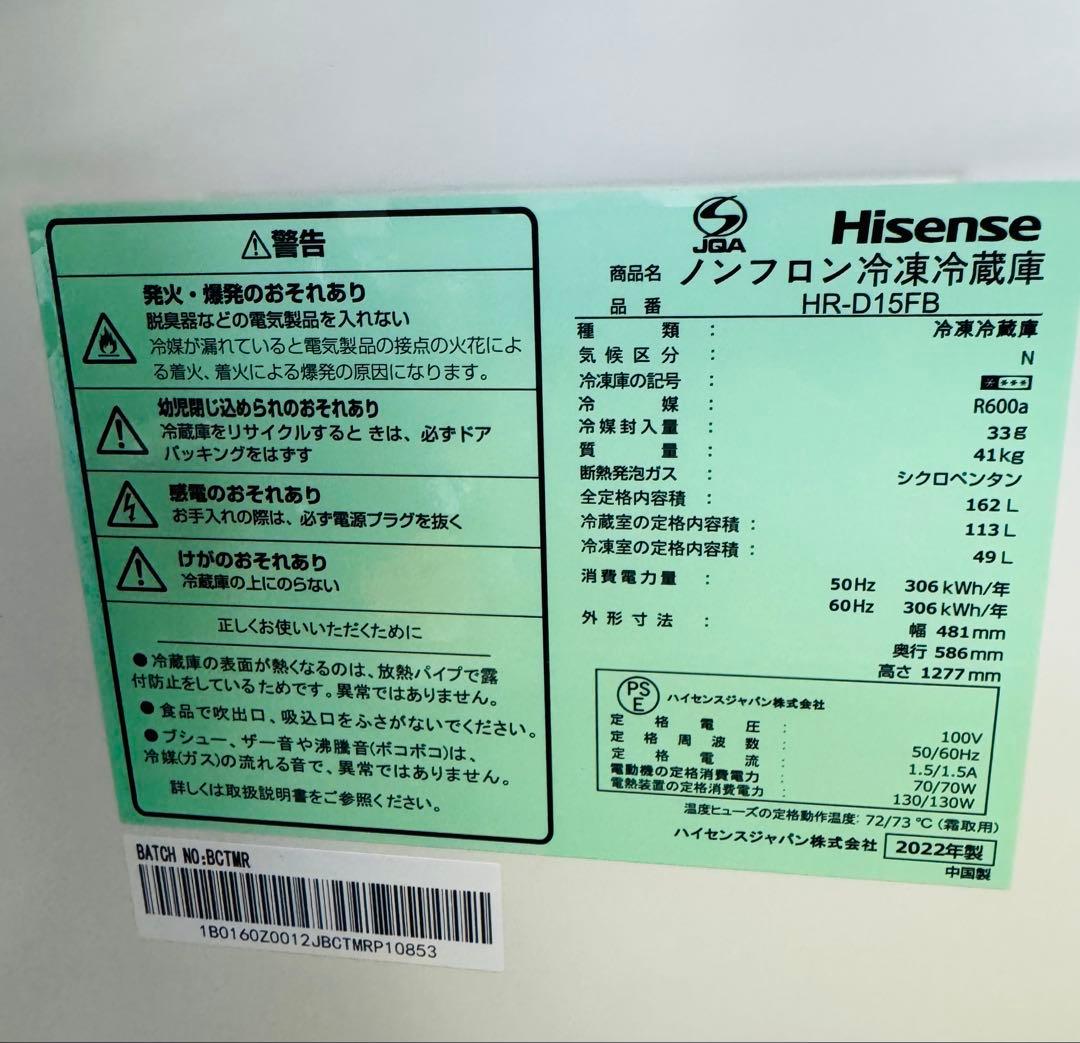 ⚠警告
発火・爆発のおそれあり
脱臭器などの電気製品を入れない
冷媒が漏れていると電気製品の接点の火花によ
る着火、着火による爆発の原因になります。
幼児閉じ込められのおそれあり
冷蔵庫をリサイクルすると きは、必ずドア
パッキングをはずす
感電のおそれあり
お手入れの際は、必ず電源プラグを抜く
けがのおそれあり
冷蔵庫の上にのらない
正しくお使いいただくために
●冷蔵庫の表面が熱くなるのは、放熱パイプで露
付防止をしているためです。異常ではありません。
●食品で吹出口、吸込口をふさがないでください。
●ブシュー、ザー音や沸騰音(ボコボコ)は、
冷媒(ガス)の流れる音で、異常ではありません。
詳しくは取扱説明書をご参照ください。
JQA
Hisense
商品名 ノンフロン冷凍冷蔵庫
品番 HR-D15FB
種類 : 冷凍冷蔵庫
気候区分 : N
冷凍庫の記号 : * ***
冷媒 : R600a
冷媒封入量 : 33g
質量 : 41kg
断熱発泡ガス : シクロペンタン
全定格内容積 : 162 L
冷蔵室の定格内容積 : 113 L
冷凍室の定格内容積 : 49 L
消費電力量 : 50Hz 306 kWh/年
60Hz 306 kWh/年
外形寸法 : 幅 481mm
奥行 586mm
高さ 1277mm
PSE ハイセンスジャパン株式会社
定格電圧 : 100V
定格周波数 : 50/60Hz
定格電流 : 1.5/1.5A
電動機の定格消費電力 : 70/70W
電熱装置の定格消費電力 : 130/130W
温度ヒューズの定格動作温度: 72/73 ℃ (霜取用)
ハイセンスジャパン株式会社 2022年製
中国製
BATCH NO:BCTMR
1B0160Z0012JBCTMRP10853